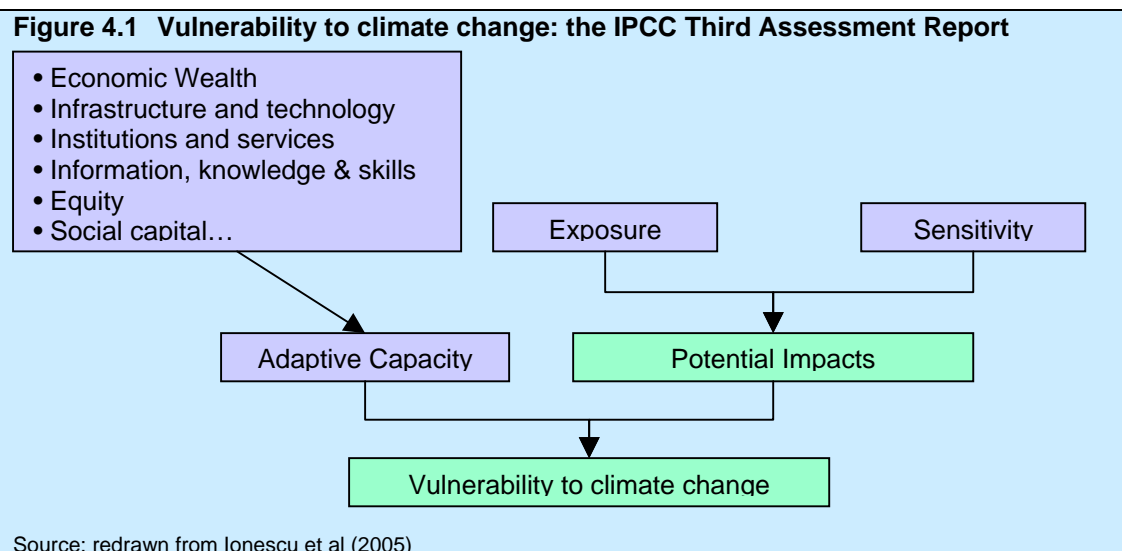 Figure 4.1 Vulnerability to climate change: the IPCC Third Assessment Report
• Economic Wealth
• Infrastructure and technology
• Institutions and services
• Information, knowledge & skills
• Equity
• Social capital…
Exposure
Sensitivity
Adaptive Capacity
Potential Impacts
Vulnerability to climate change
Source: redrawn from Ionescu et al (2005)